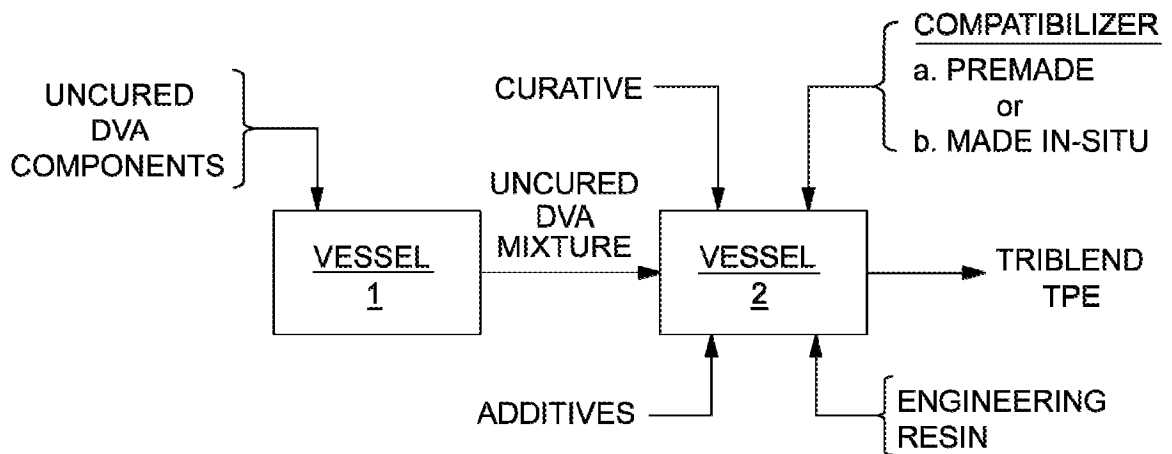 UNCURED
DVA
COMPONENTS
CURATIVE
COMPATIBILIZER
a. PREMADE
or
b. MADE IN-SITU
VESSEL
1
UNCURED
DVA
MIXTURE
VESSEL
2
TRIBLEND
TPE
ADDITIVES
ENGINEERING
RESIN